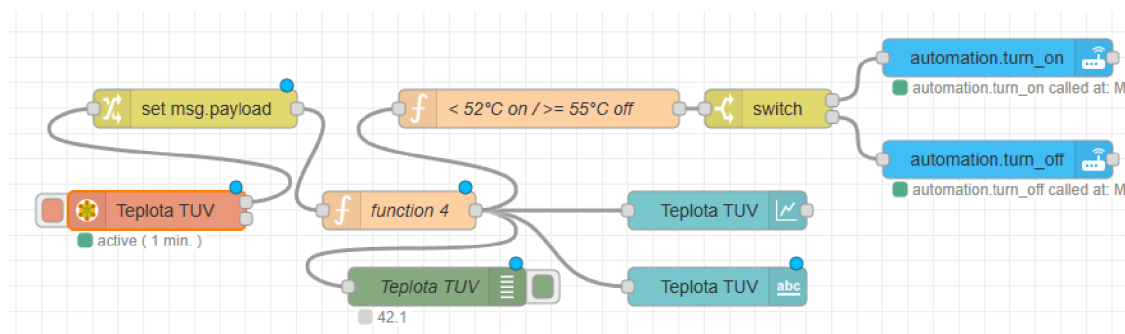 automation.turn_on
automation.turn_on called at: M
set msg.payload
< 52°C on / >= 55°C off
switch
automation.turn_off
automation.turn_off called at: M
Teplota TUV
active ( 1 min. )
function 4
Teplota TUV
Teplota TUV
42.1
Teplota TUV
abc